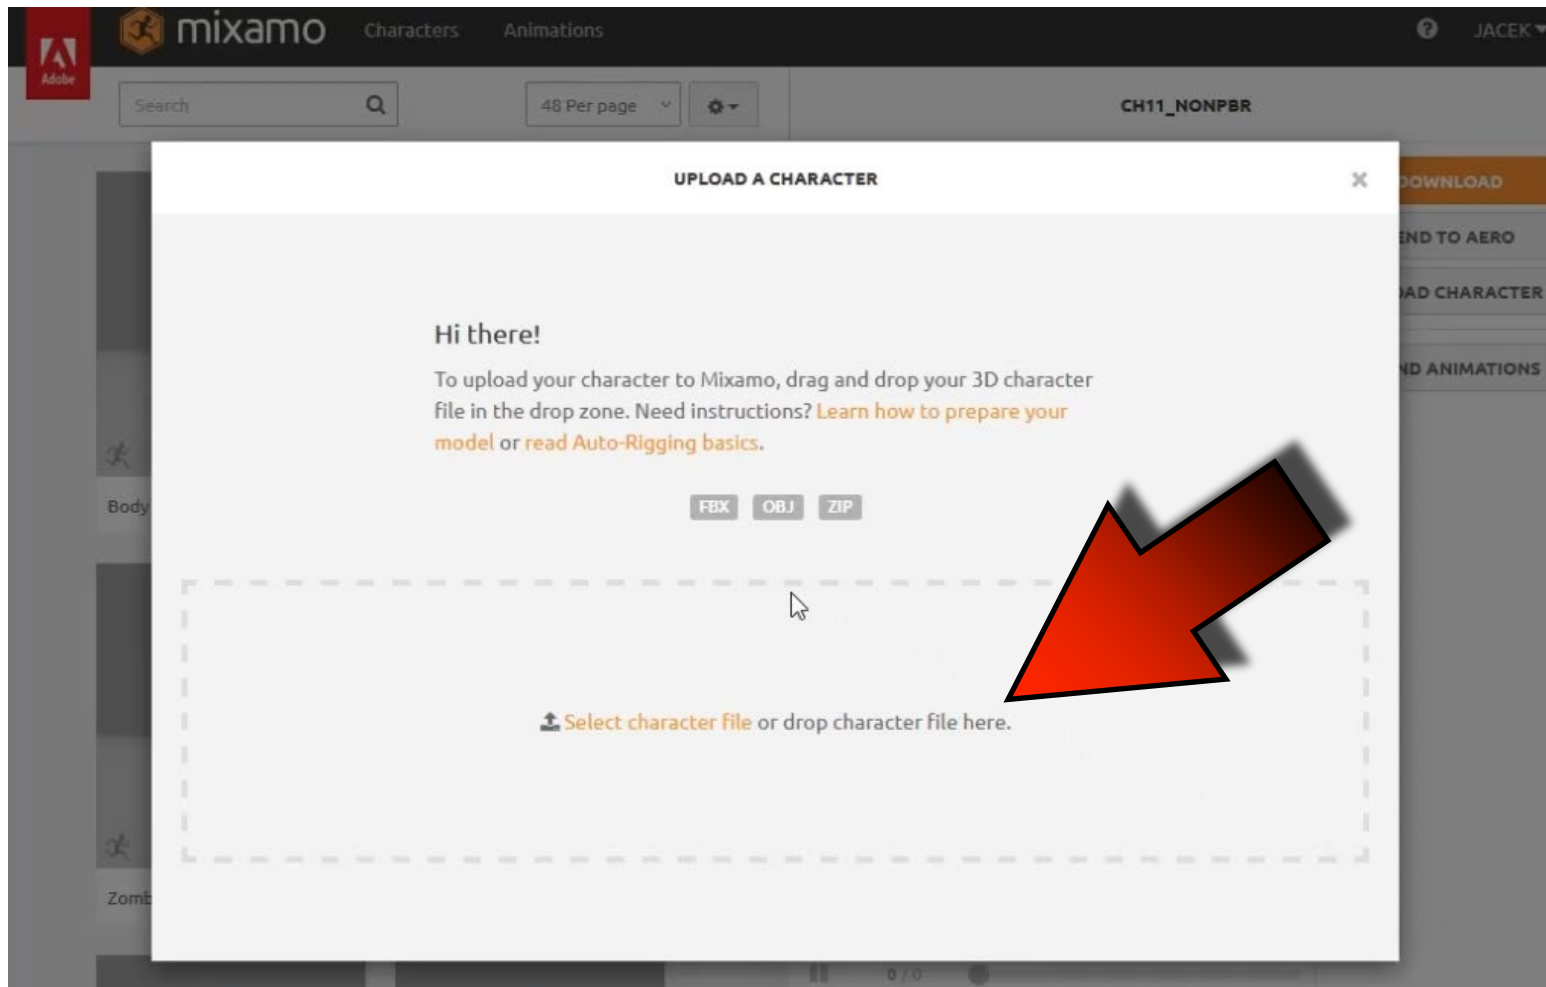 Adobe
mixamo
Characters
Animations
JACEK
Search
48 Per page
CH11_NONPBR
UPLOAD A CHARACTER
DOWNLOAD
END TO AERO
OAD CHARACTER
ND ANIMATIONS
Hi there!
To upload your character to Mixamo, drag and drop your 3D character
file in the drop zone. Need instructions? Learn how to prepare your
model or read Auto-Rigging basics.
FBX OBJ ZIP
Body
Select character file or drop character file here.
Zomb
0 / 0